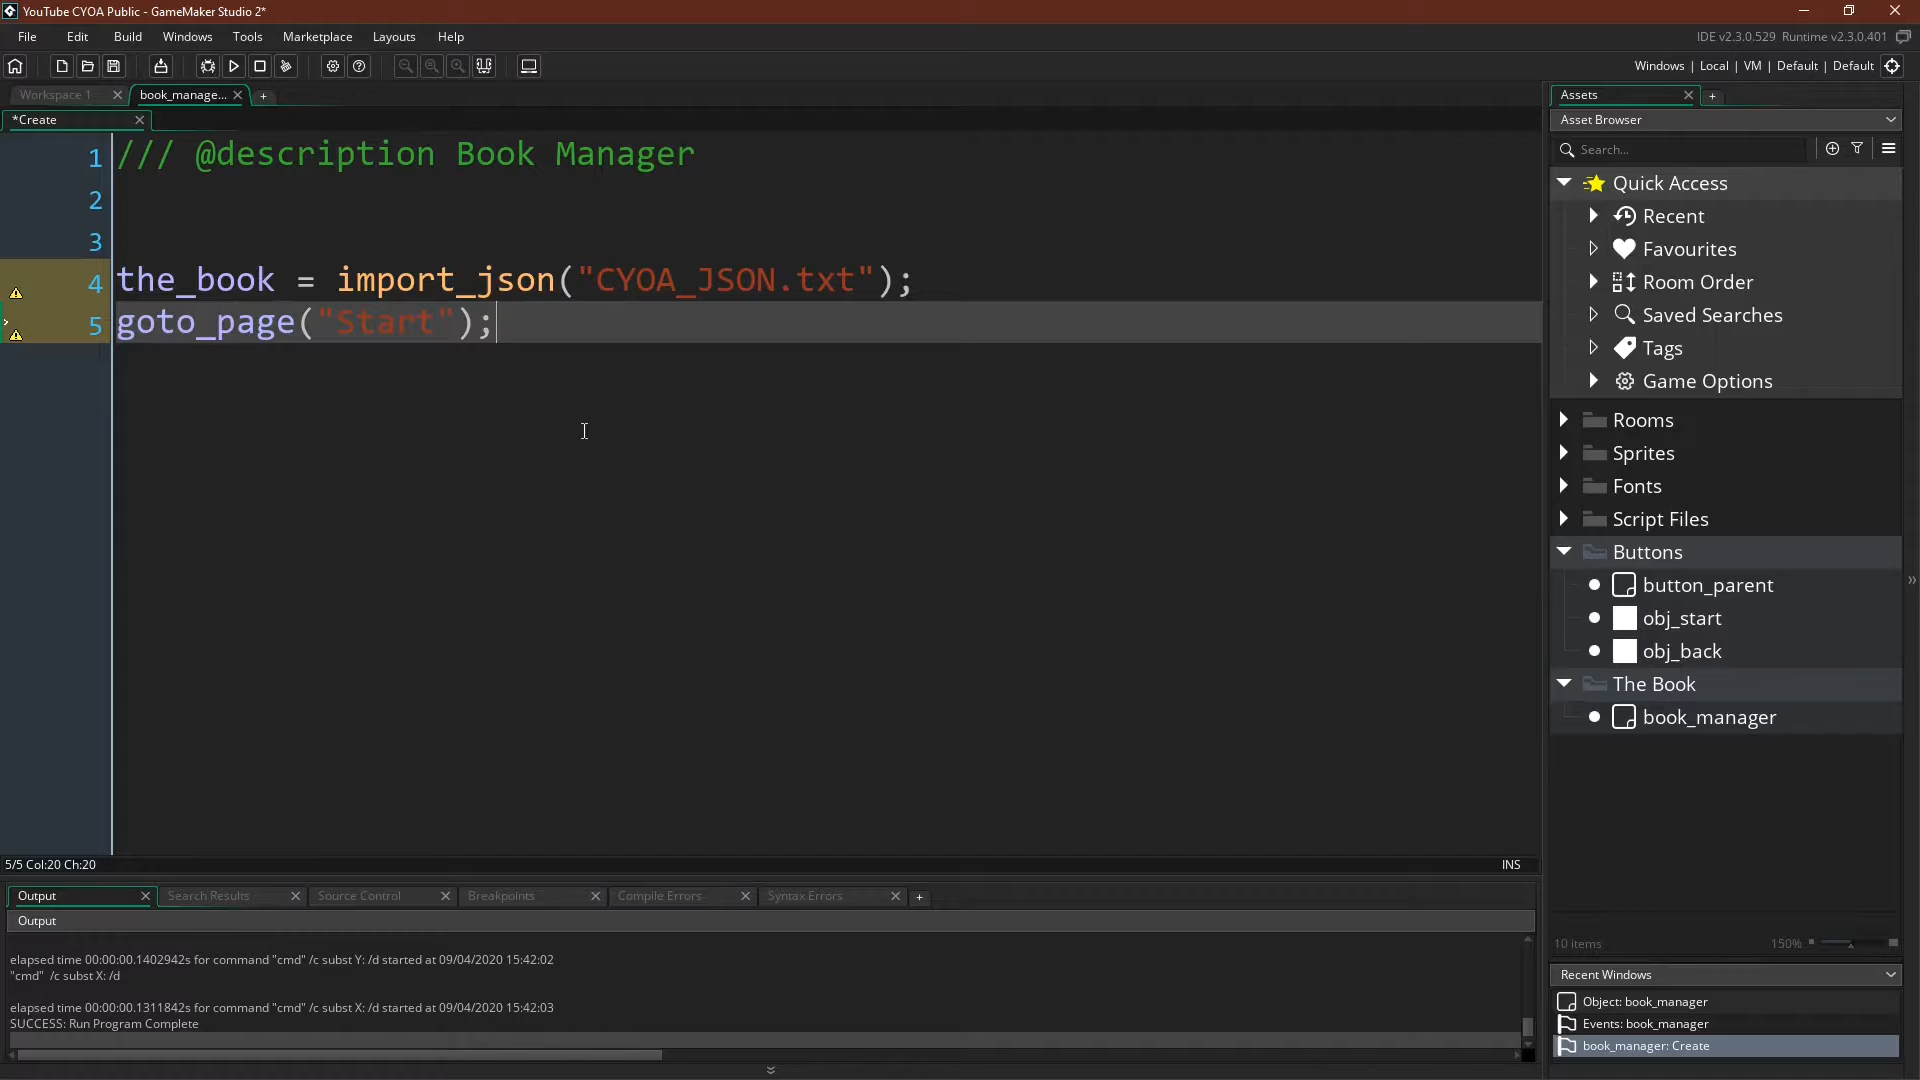 YouTube CYOA Public - GameMaker Studio 2*
File Edit Build Windows Tools Marketplace Layouts Help
IDE v2.3.0.529 Runtime v2.3.0.401
Windows | Local | VM | Default | Default
Workspace 1
book_manage...
*Create
1 /// @description Book Manager
2
3
4 the_book = import_json("CYOA_JSON.txt");
5 goto_page("Start");
5/5 Col:20 Ch:20
INS
Output
Search Results
Source Control
Breakpoints
Compile Errors
Syntax Errors
Output
elapsed time 00:00:00.1402942s for command "cmd" /c subst Y: /d started at 09/04/2020 15:42:02
"cmd" /c subst X: /d
elapsed time 00:00:00.1311842s for command "cmd" /c subst X: /d started at 09/04/2020 15:42:03
SUCCESS: Run Program Complete
Assets
Asset Browser
Search...
Quick Access
Recent
Favourites
Room Order
Saved Searches
Tags
Game Options
Rooms
Sprites
Fonts
Script Files
Buttons
button_parent
obj_start
obj_back
The Book
book_manager
10 items
150%
Recent Windows
Object: book_manager
Events: book_manager
book_manager: Create